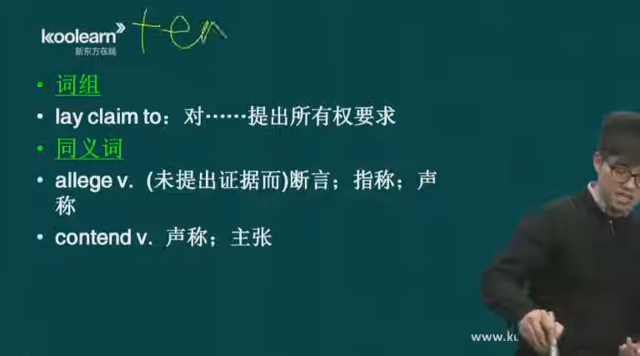 koolearn
新东方在线
ten
• 词组
• lay claim to：对……提出所有权要求
• 同义词
• allege v.  (未提出证据而)断言；指称；声
称
• contend v.  声称；主张
www.ku